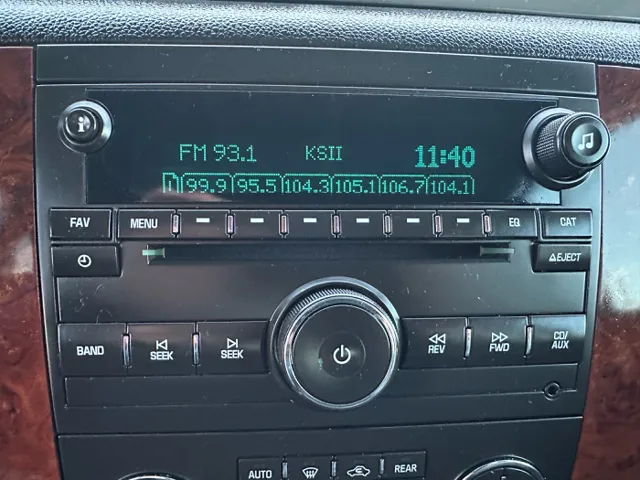 FM 93.1 KSII 11:40
1 99.9 95.5 104.3 105.1 106.7 104.1
FAV MENU EQ CAT
EJECT
BAND SEEK SEEK REV FWD CD/AUX
AUTO REAR